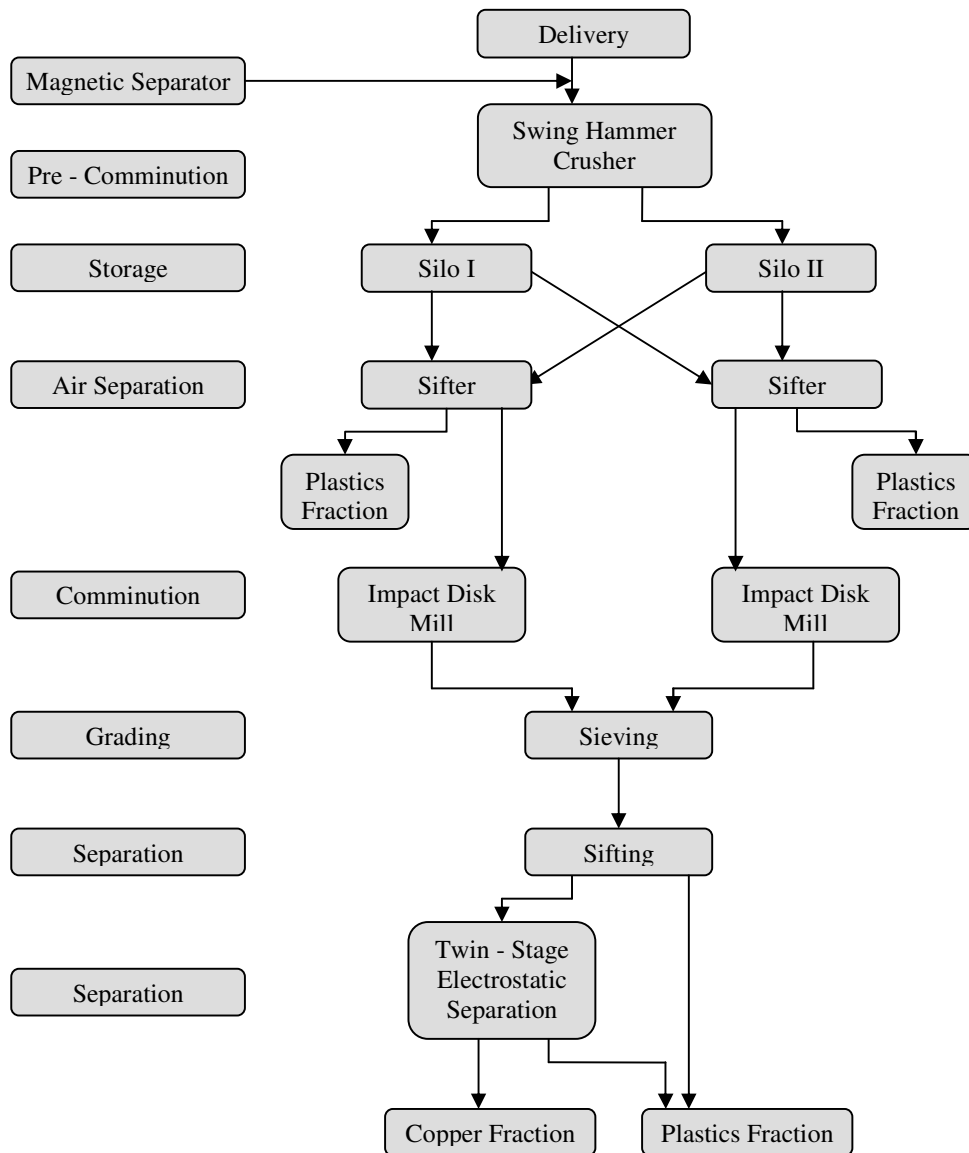 Delivery
Magnetic Separator
Swing Hammer
Crusher
Pre - Comminution
Storage
Silo I
Silo II
Air Separation
Sifter
Sifter
Plastics
Fraction
Plastics
Fraction
Comminution
Impact Disk
Mill
Impact Disk
Mill
Grading
Sieving
Separation
Sifting
Twin - Stage
Electrostatic
Separation
Separation
Copper Fraction
Plastics Fraction